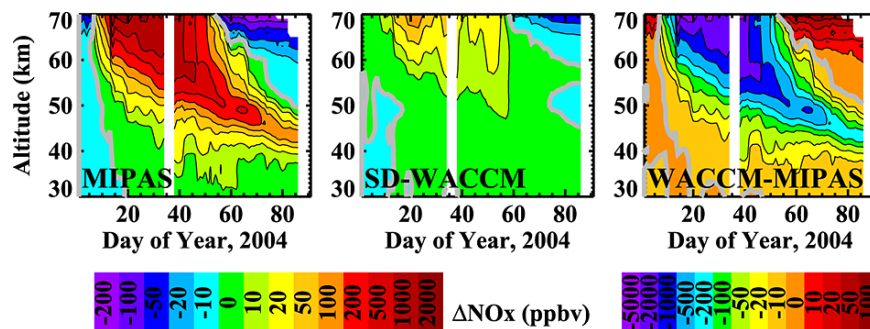 Altitude (km)
70
60
50
40
30
MIPAS
20 40 60 80
Day of Year, 2004
70
60
50
40
30
SD-WACCM
20 40 60 80
Day of Year, 2004
70
60
50
40
30
WACCM-MIPAS
20 40 60 80
Day of Year, 2004
-200 -100 -50 -20 -10 0 10 20 50 100 200 500 1000 2000
ΔNOx (ppbv)
-5000 -2000 -1000 -500 -200 -100 -50 -20 -10 0 10 20 50 100